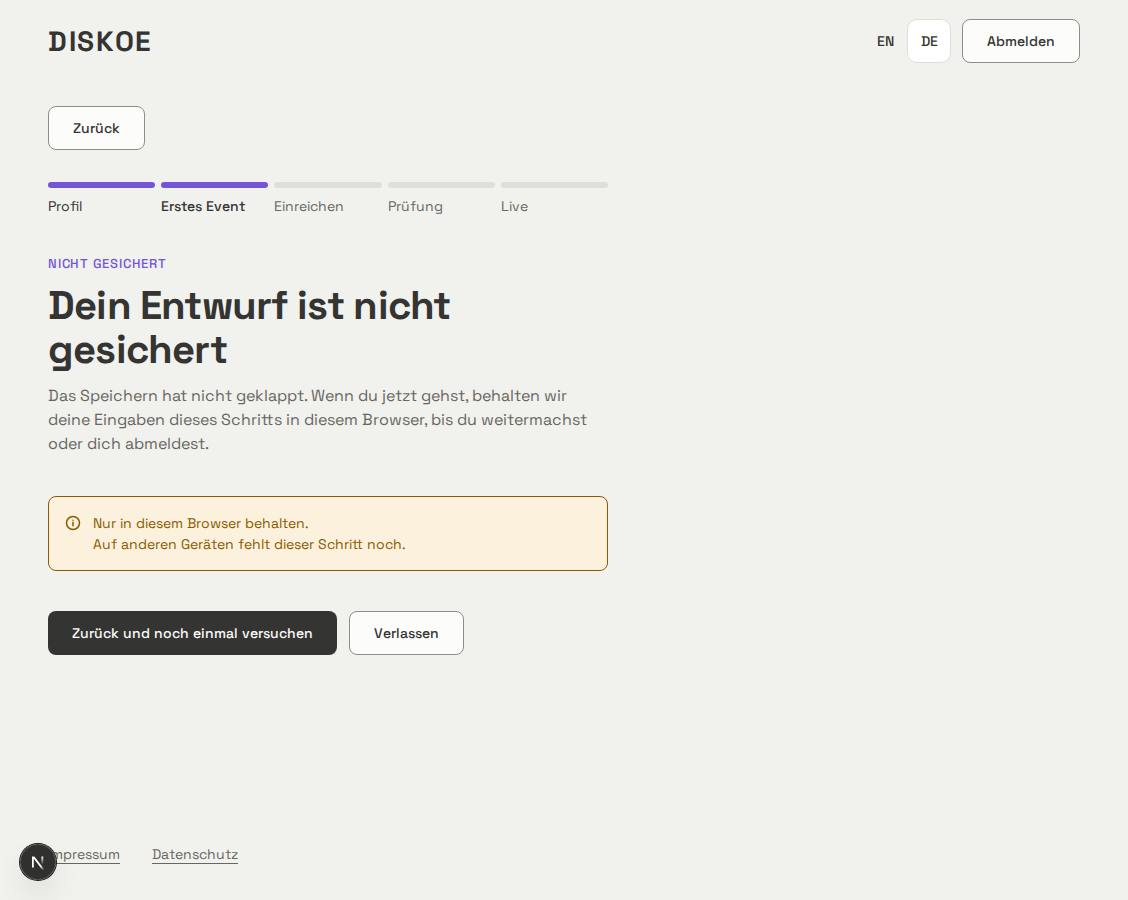 DISKOE
EN
DE
Abmelden
Zurück
Profil
Erstes Event
Einreichen
Prüfung
Live
NICHT GESICHERT
Dein Entwurf ist nicht
gesichert
Das Speichern hat nicht geklappt. Wenn du jetzt gehst, behalten wir
deine Eingaben dieses Schritts in diesem Browser, bis du weitermachst
oder dich abmeldest.
Nur in diesem Browser behalten.
Auf anderen Geräten fehlt dieser Schritt noch.
Zurück und noch einmal versuchen
Verlassen
N
mpressum
Datenschutz